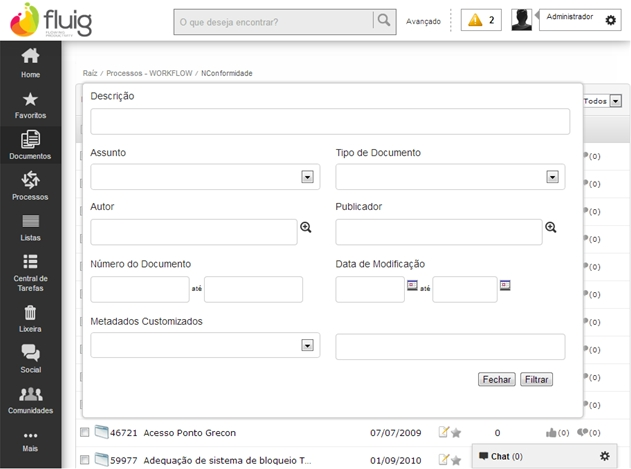 fluig
O que deseja encontrar?
Avançado
2
Administrador
Home
Favoritos
Documentos
Processos
Listas
Central de
Tarefas
Lixeira
Social
Comunidades
Mais
Raíz / Processos - WORKFLOW / NConformidade
Todos
Descrição
Assunto
Tipo de Documento
Autor
Publicador
Número do Documento
Data de Modificação
até
até
Metadados Customizados
Fechar
Filtrar
(0)
(0)
(0)
(0)
(0)
(0)
(0)
(0)
(0)
(0)
46721 Acesso Ponto Grecon 07/07/2009 0 (0) (0)
59977 Adequação de sistema de bloqueio T... 01/09/2010
Chat (0)